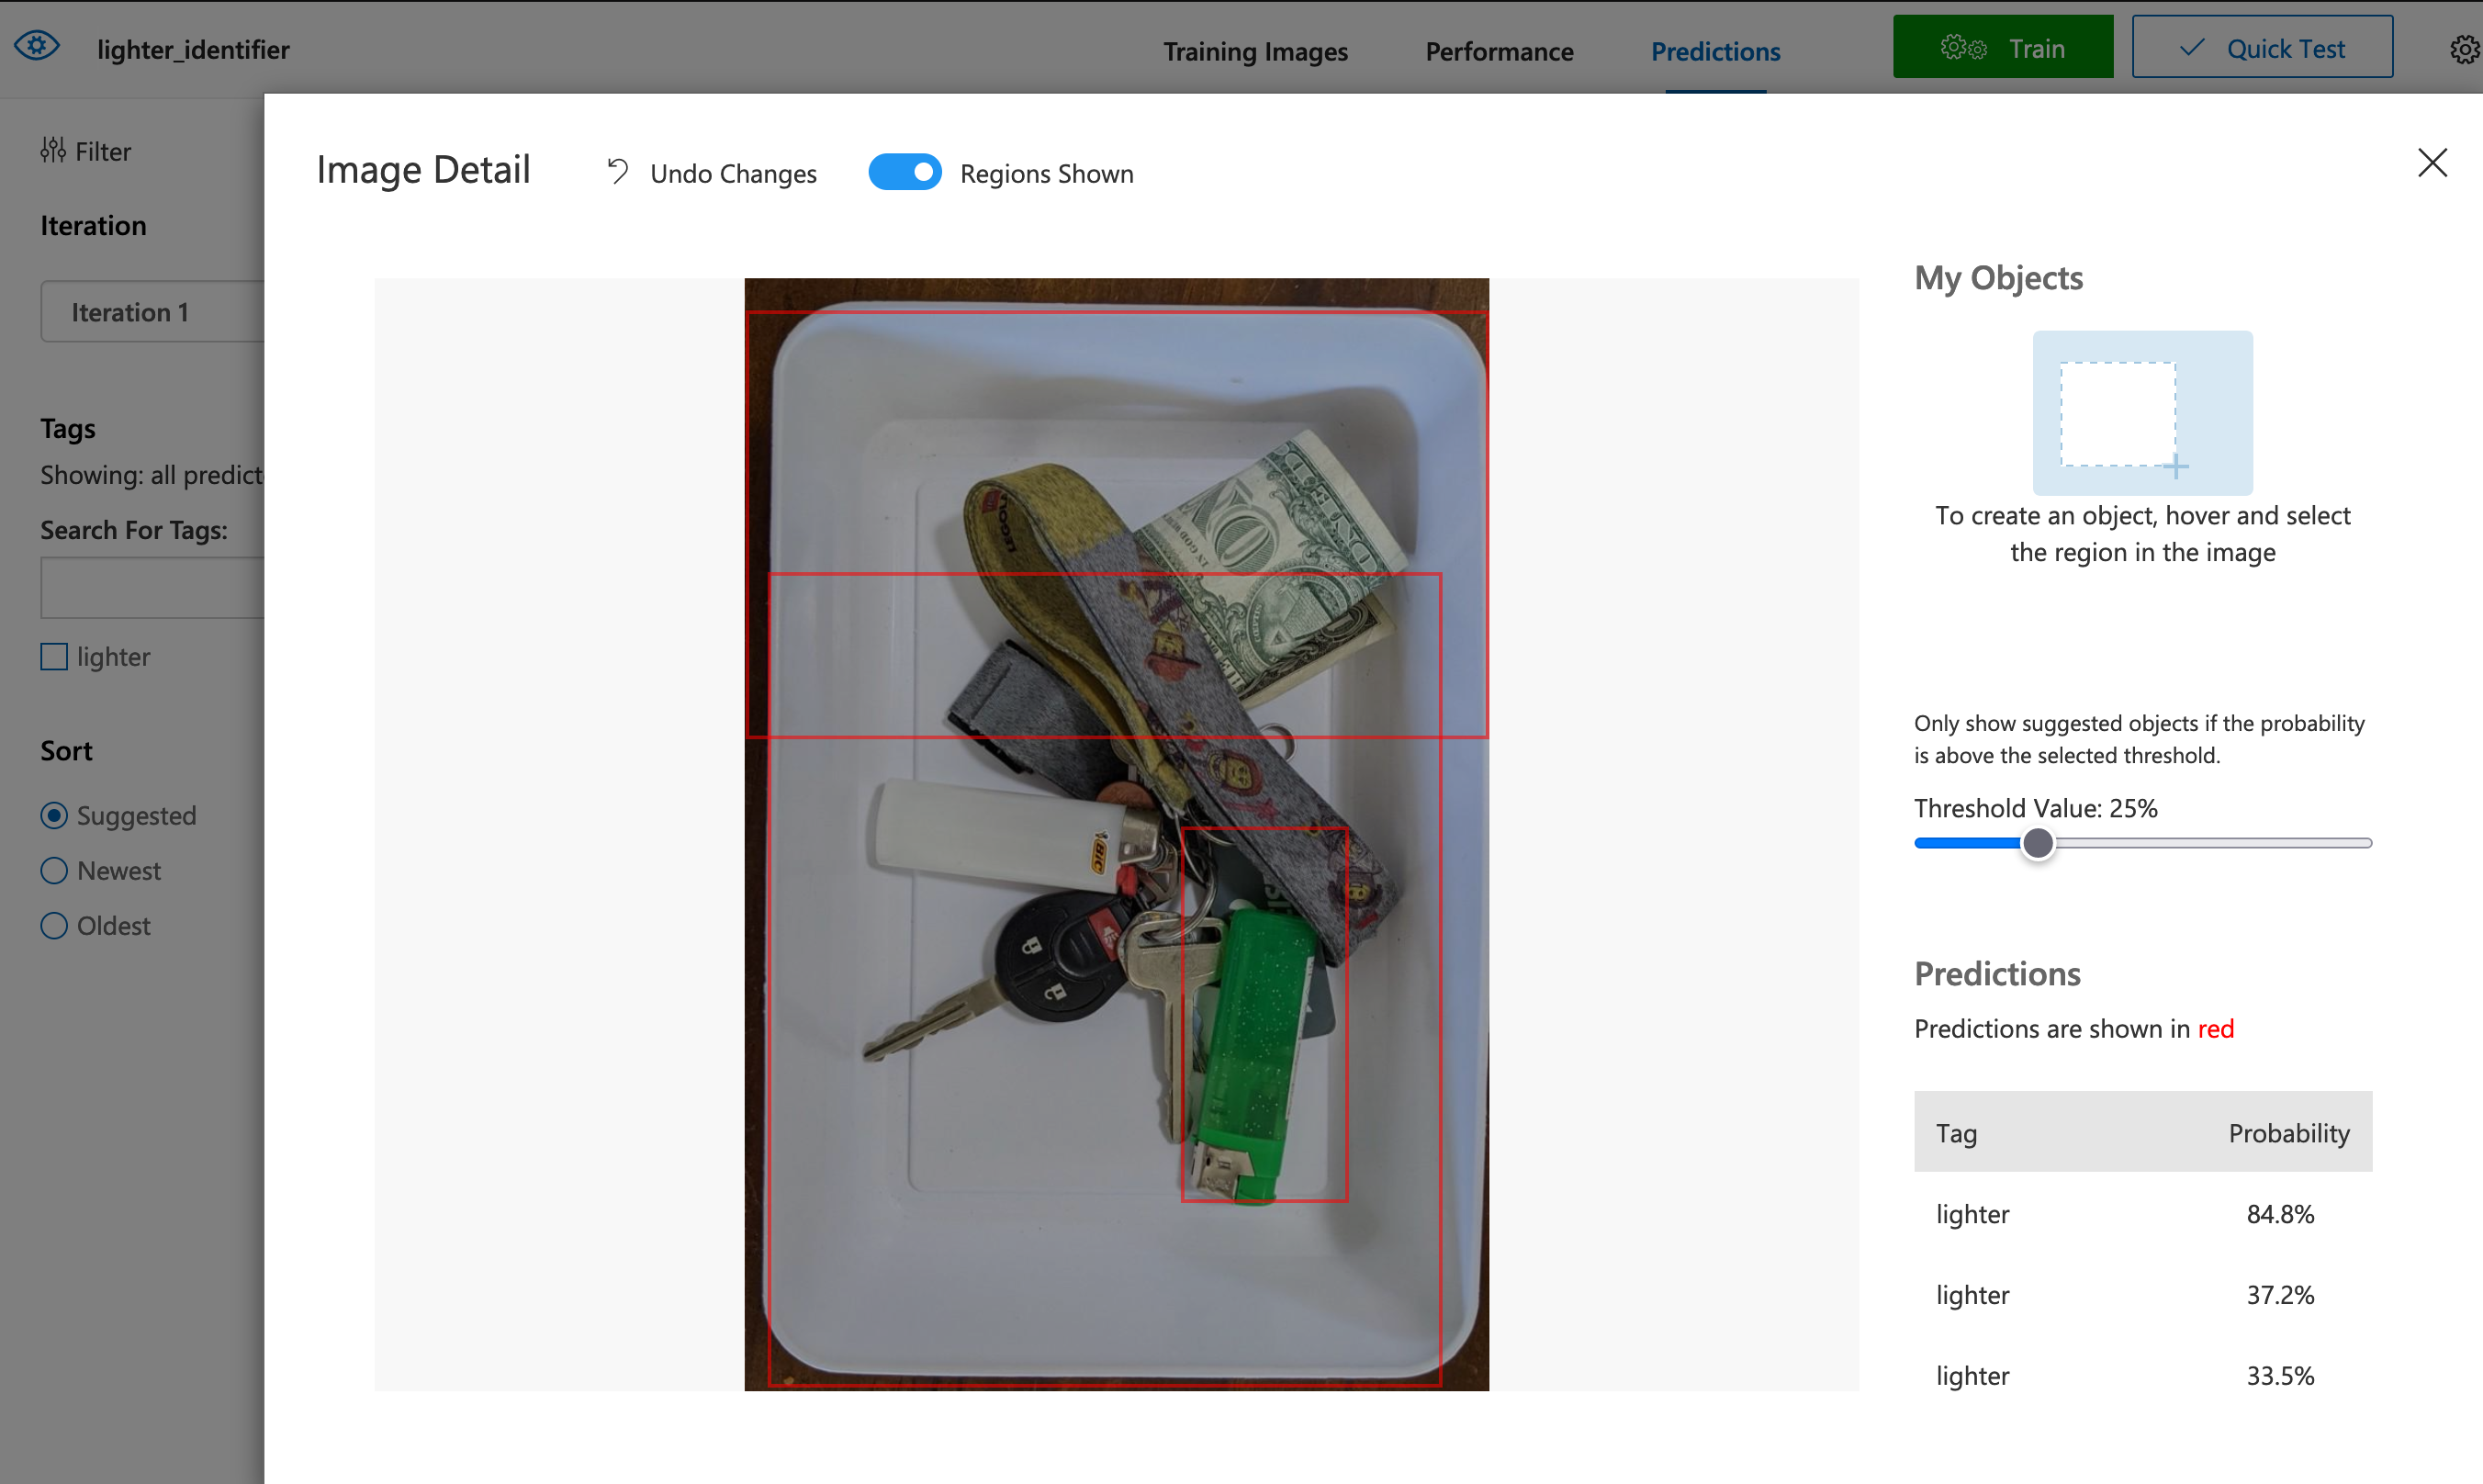 lighter_identifier
Training Images
Performance
Predictions
Train
Quick Test
Filter
Iteration
Iteration 1
Tags
Showing: all predict
Search For Tags:
lighter
Sort
Suggested
Newest
Oldest
Image Detail
Undo Changes
Regions Shown
BIC
My Objects
To create an object, hover and select
the region in the image
Only show suggested objects if the probability
is above the selected threshold.
Threshold Value: 25%
Predictions
Predictions are shown in red
Tag Probability
lighter 84.8%
lighter 37.2%
lighter 33.5%